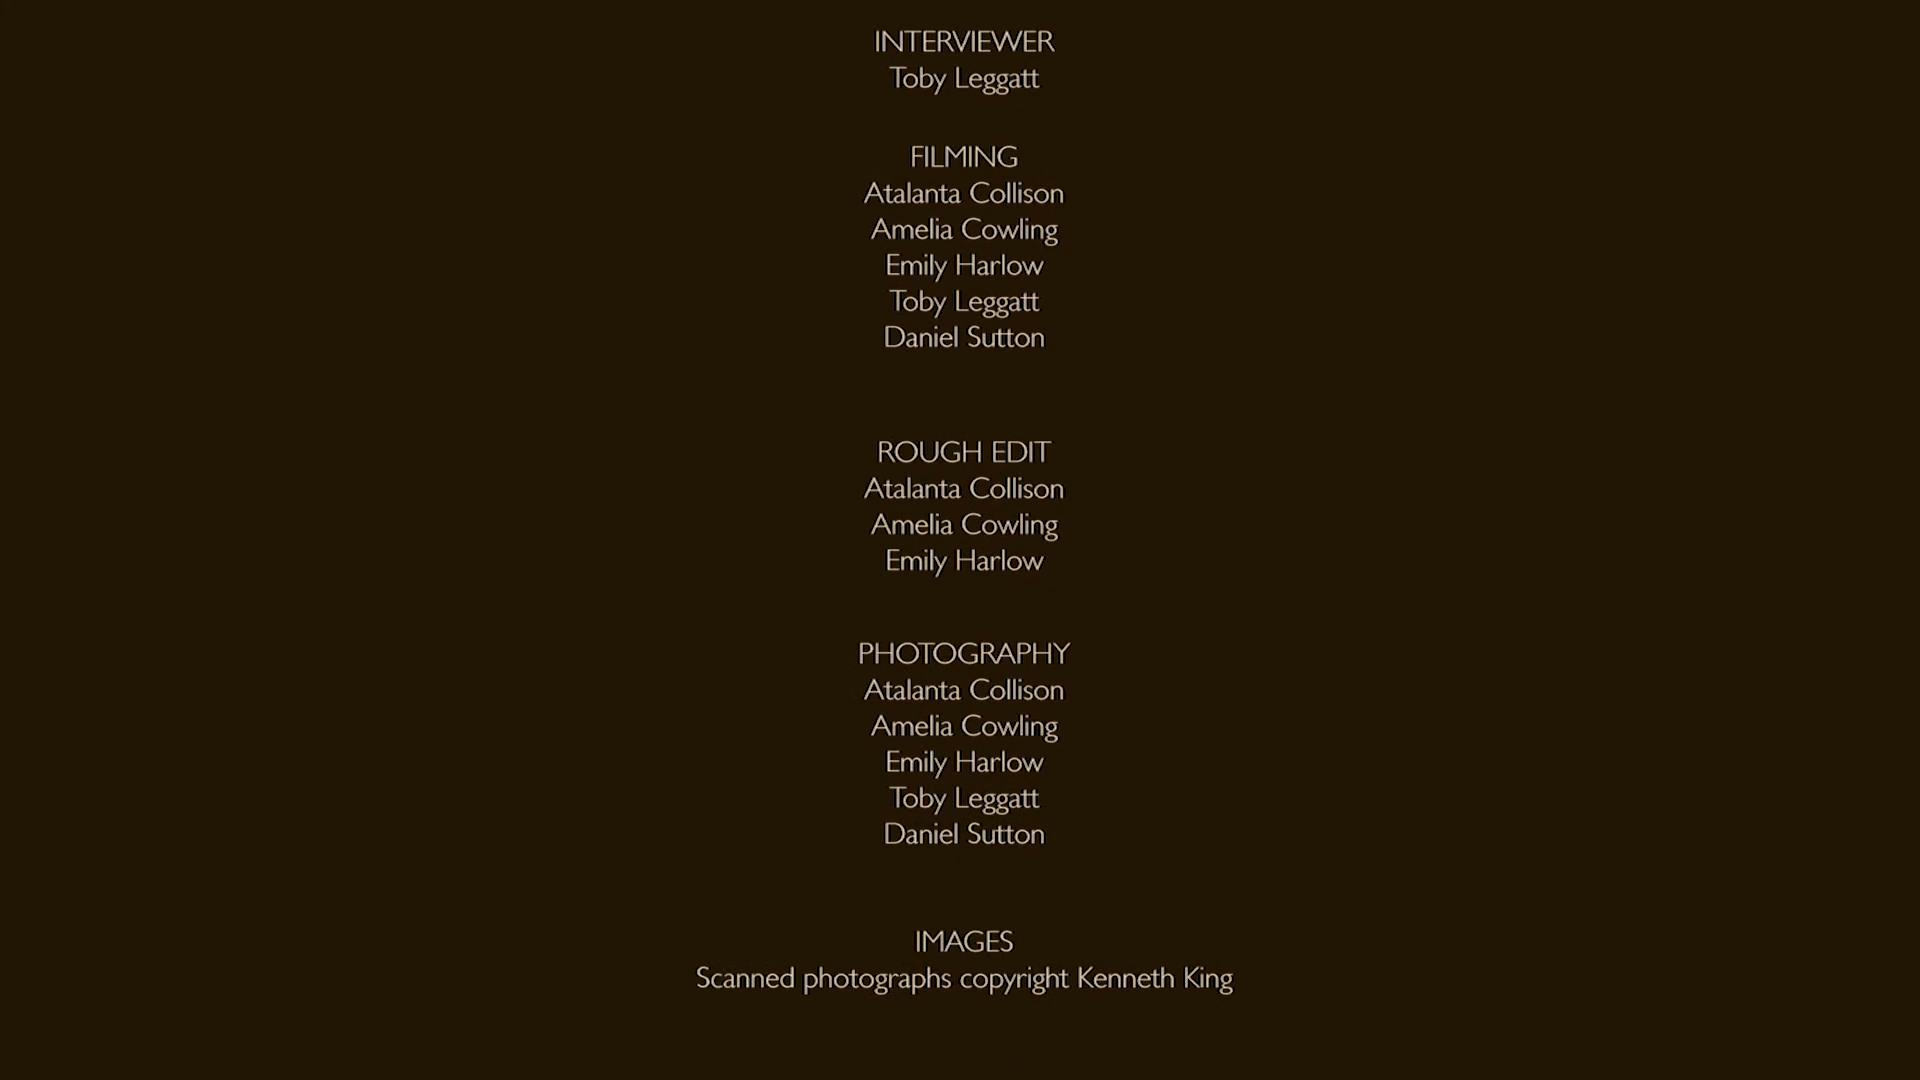 INTERVIEWER
Toby Leggatt
FILMING
Atalanta Collison
Amelia Cowling
Emily Harlow
Toby Leggatt
Daniel Sutton
ROUGH EDIT
Atalanta Collison
Amelia Cowling
Emily Harlow
PHOTOGRAPHY
Atalanta Collison
Amelia Cowling
Emily Harlow
Toby Leggatt
Daniel Sutton
IMAGES
Scanned photographs copyright Kenneth King